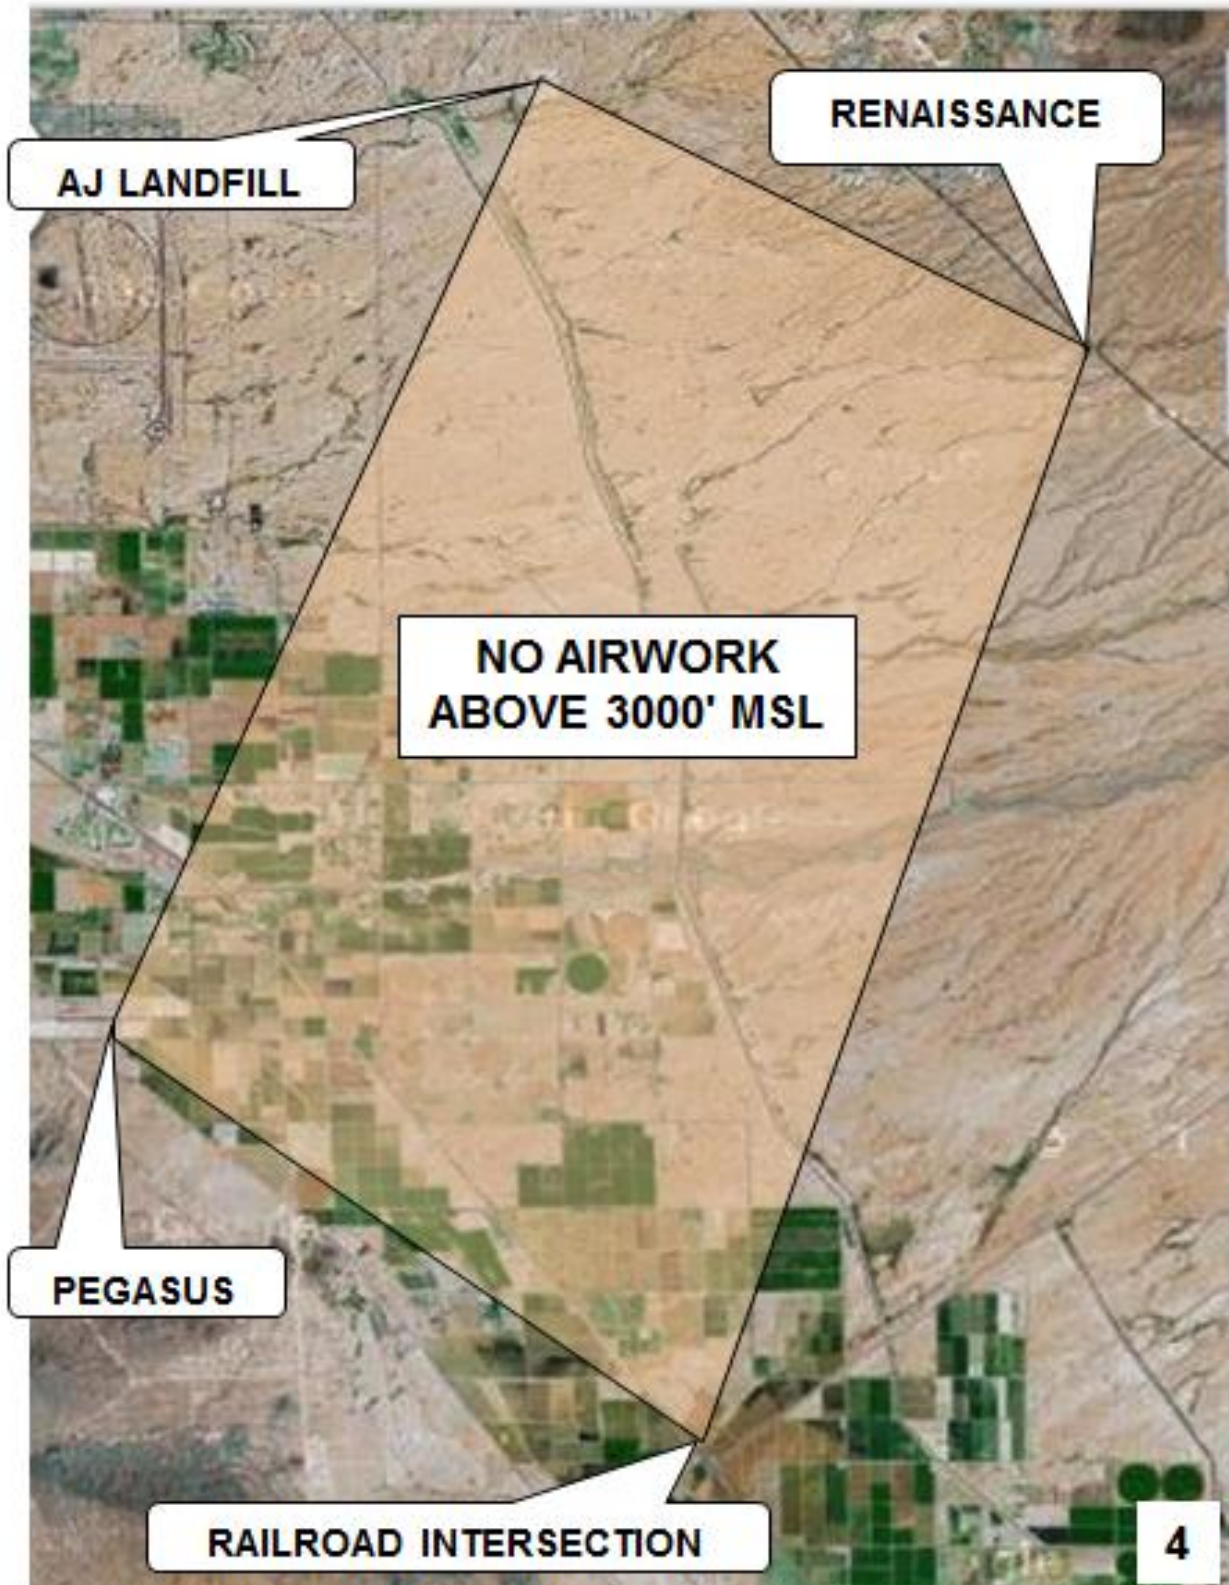 RENAISSANCE
AJ LANDFILL
NO AIRWORK
ABOVE 3000' MSL
PEGASUS
RAILROAD INTERSECTION
4